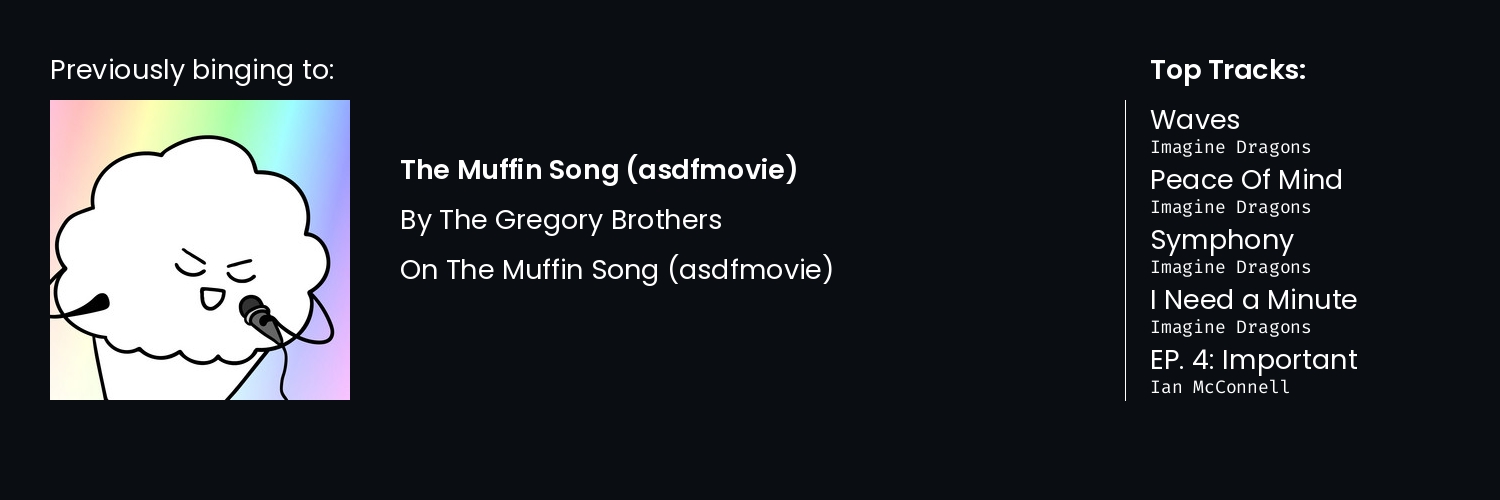 Previously binging to:
The Muffin Song (asdfmovie)
By The Gregory Brothers
On The Muffin Song (asdfmovie)
Top Tracks:
Waves
Imagine Dragons
Peace Of Mind
Imagine Dragons
Symphony
Imagine Dragons
I Need a Minute
Imagine Dragons
EP. 4: Important
Ian McConnell